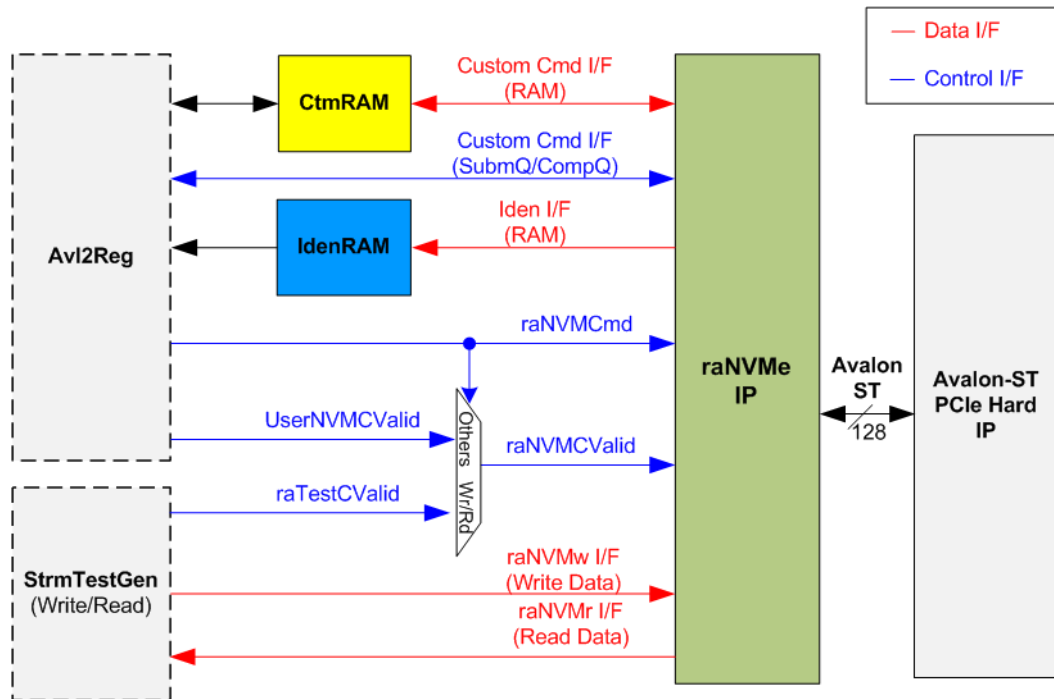 Data I/F
Control I/F
Custom Cmd I/F
(RAM)
CtmRAM
Custom Cmd I/F
(SubmQ/CompQ)
Iden I/F
(RAM)
IdenRAM
Avl2Reg
raNVMCmd
raNVMe
IP
Avalon
ST
128
Avalon-ST
PCIe Hard
IP
UserNVMCValid
Others Wr/Rd
raNVMCValid
raTestCValid
StrmTestGen
(Write/Read)
raNVMw I/F
(Write Data)
raNVMr I/F
(Read Data)